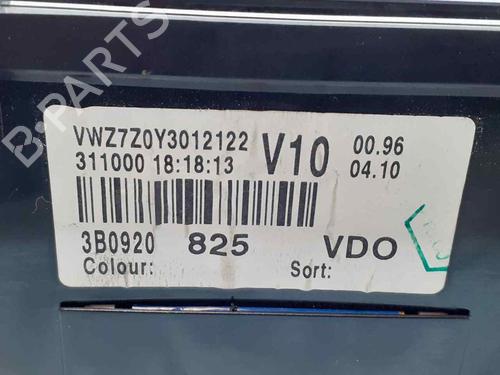 VWZ7Z0Y3012122 V10 00.96
311000 18:18:13 04.10
3B0920 825 VDO
Colour: Sort:
B-PARTS